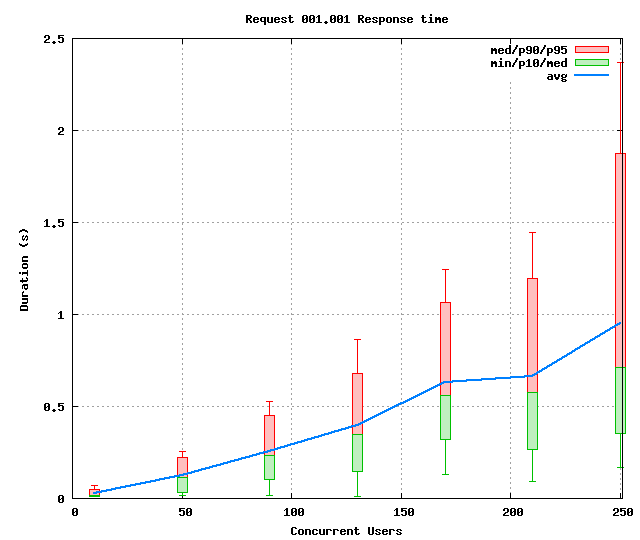 Request 001.001 Response time
med/p90/p95
min/p10/med
avg
2.5
2
1.5
1
0.5
0
Duration (s)
0 50 100 150 200 250
Concurrent Users